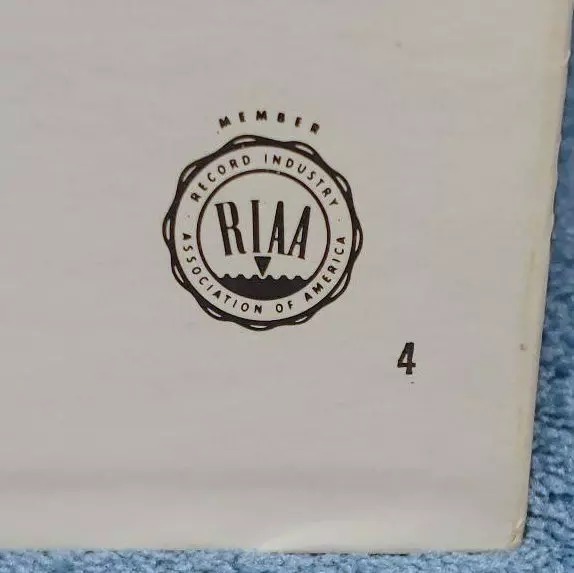 MEMBER
RECORD INDUSTRY
RIAA
ASSOCIATION OF AMERICA
4